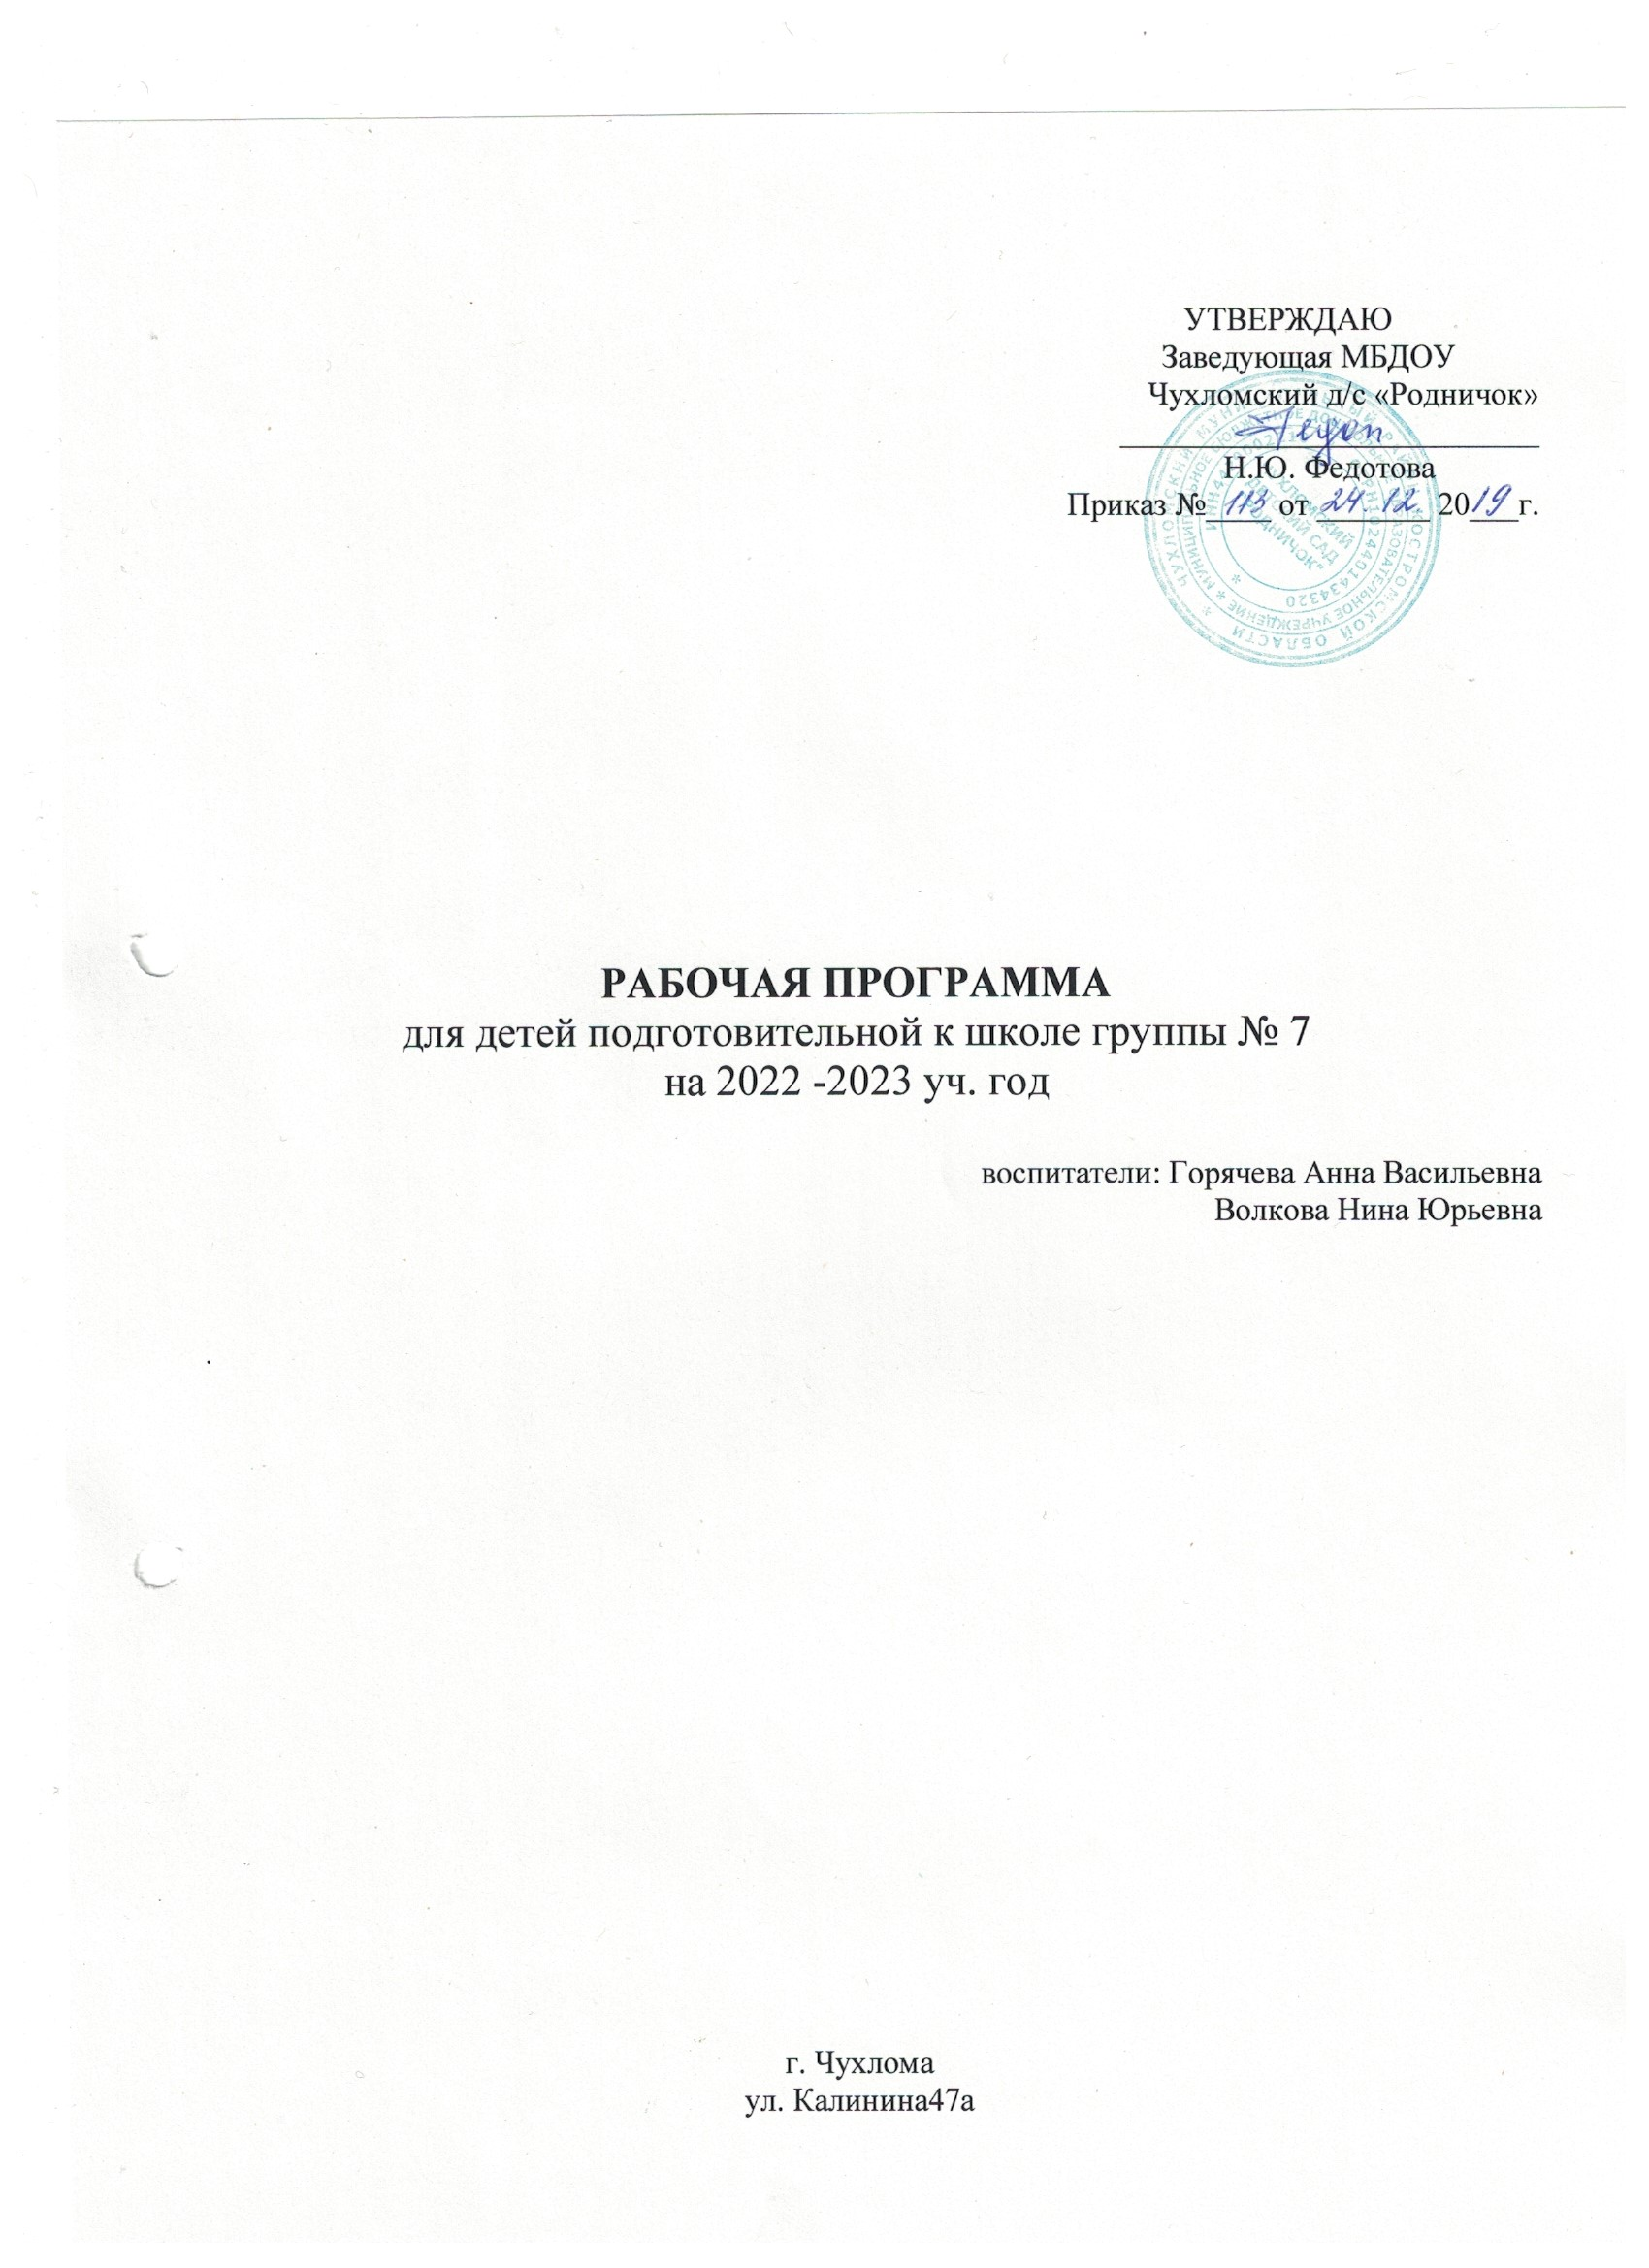 УТВЕРЖДАЮ
Заведующая МБДОУ
Чухломский д/с «Родничок»
Н.Ю. Федотова
Приказ № 113 от 24.12. 2019 г.
РАБОЧАЯ ПРОГРАММА
для детей подготовительной к школе группы № 7
на 2022 -2023 уч. год
воспитатели: Горячева Анна Васильевна
Волкова Нина Юрьевна
г. Чухлома
ул. Калинина47а